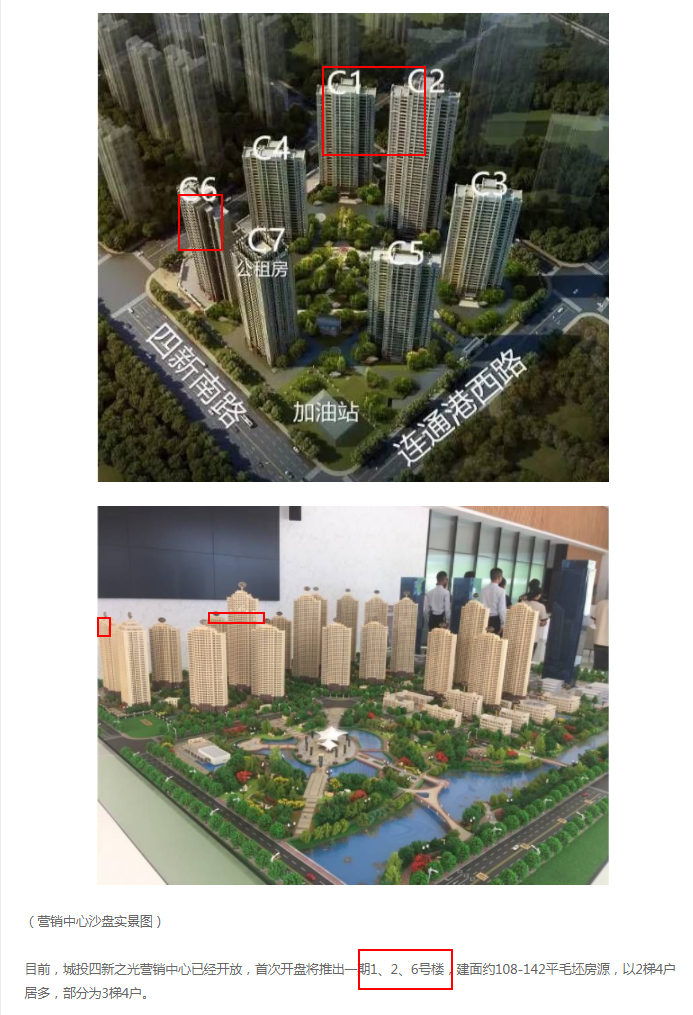 C1
C2
C4
C3
C6
C7
公租房
C5
四新南路
加油站
连通港西路
（营销中心沙盘实景图）
目前，城投四新之光营销中心已经开放，首次开盘将推出一期1、2、6号楼，建面约108-142平毛坯房源，以2梯4户
居多，部分为3梯4户。